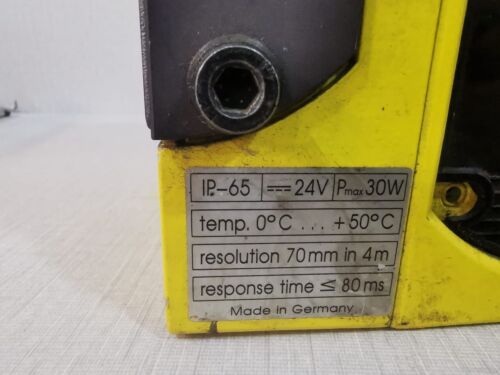 IP-65 ⎓ 24V Pmax 30W
temp. 0°C ... +50°C
resolution 70mm in 4m
response time ≤ 80ms
Made in Germany